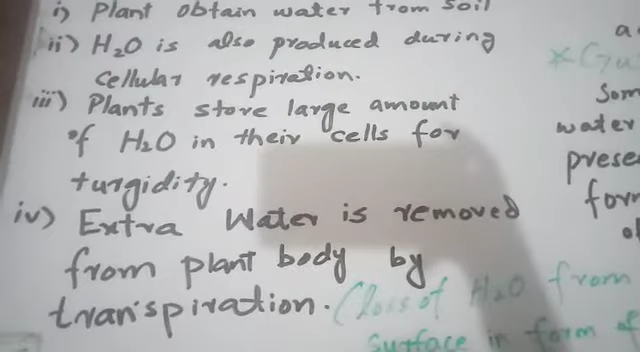 i) Plant obtain water from soil
ii) H₂O is also produced during
cellular respiration.
iii) Plants store large amount
of H₂O in their cells for
turgidity.
iv) Extra Water is removed
from plant body by
transpiration. (loss of H₂O from
surface in form of
a
Som
water
prese
for